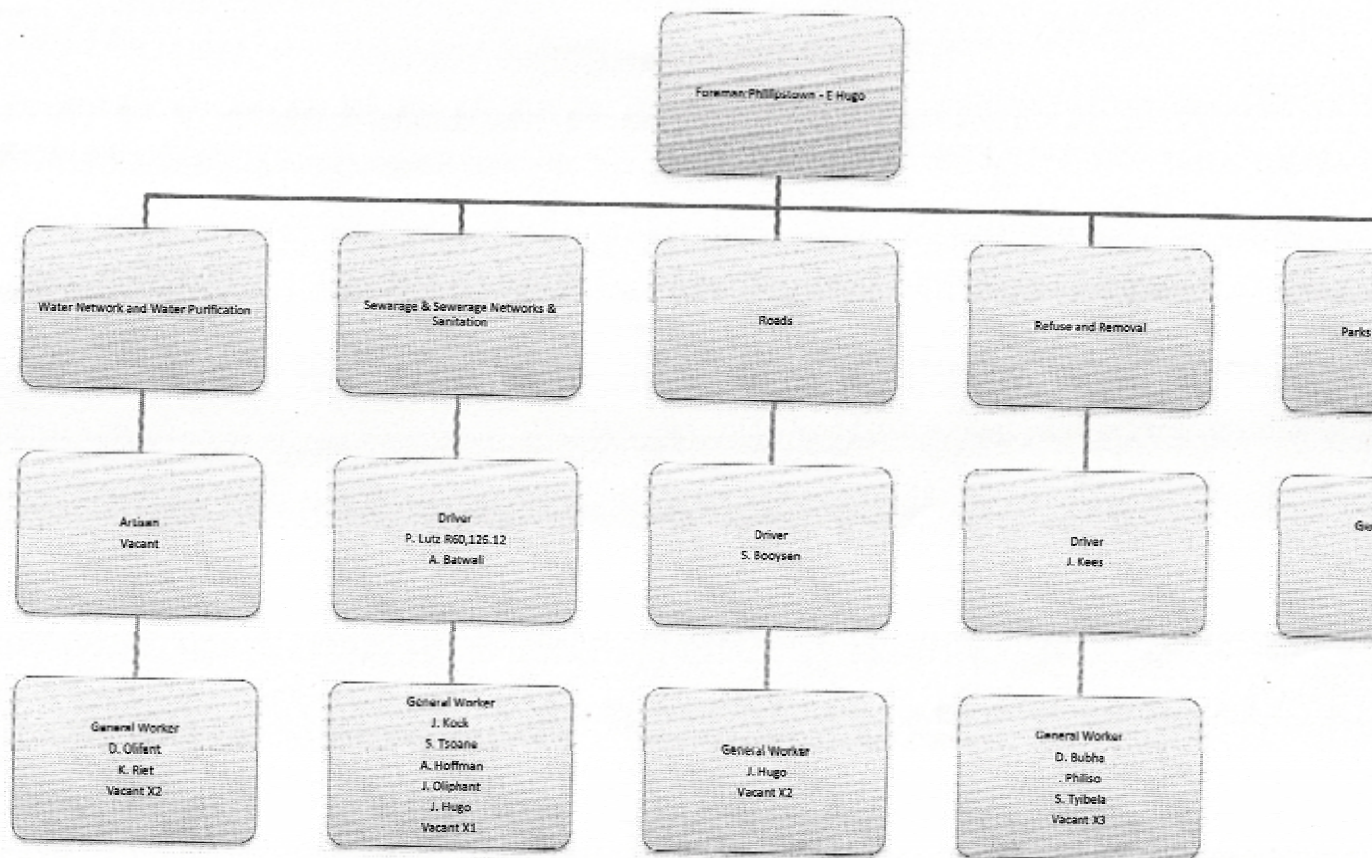 Foreman:Phillipstown - E Hugo
Water Network and Water Purification
Sewarage & Sewerage Networks &
Sanitation
Roads
Refuse and Removal
Parks
Artisan
Vacant
Driver
P. Lutz R60,126.12
A. Batwali
Driver
S. Booysen
Driver
J. Kees
General Worker
D. Olifent
K. Riet
Vacant X2
General Worker
J. Kock
S. Tsoane
A. Hoffman
J. Oliphant
J. Hugo
Vacant X1
General Worker
J. Hugo
Vacant X2
General Worker
D. Bubha
. Philiso
S. Tyibela
Vacant X3